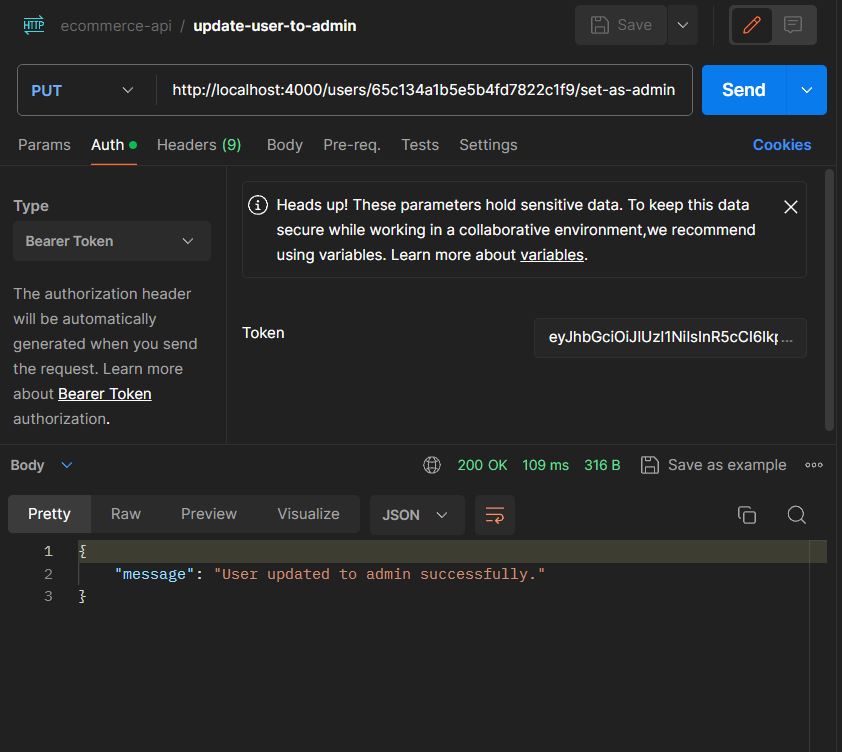 HTTP ecommerce-api / update-user-to-admin Save
PUT http://localhost:4000/users/65c134a1b5e5b4fd7822c1f9/set-as-admin Send
Params Auth Headers (9) Body Pre-req. Tests Settings Cookies
Type
Bearer Token
The authorization header
will be automatically
generated when you send
the request. Learn more
about Bearer Token
authorization.
Heads up! These parameters hold sensitive data. To keep this data
secure while working in a collaborative environment,we recommend
using variables. Learn more about variables.
Token eyJhbGciOiJIUzI1NiIsInR5cCI6Ikp...
Body 200 OK 109 ms 316 B Save as example
Pretty Raw Preview Visualize JSON
1 {
2 "message": "User updated to admin successfully."
3 }